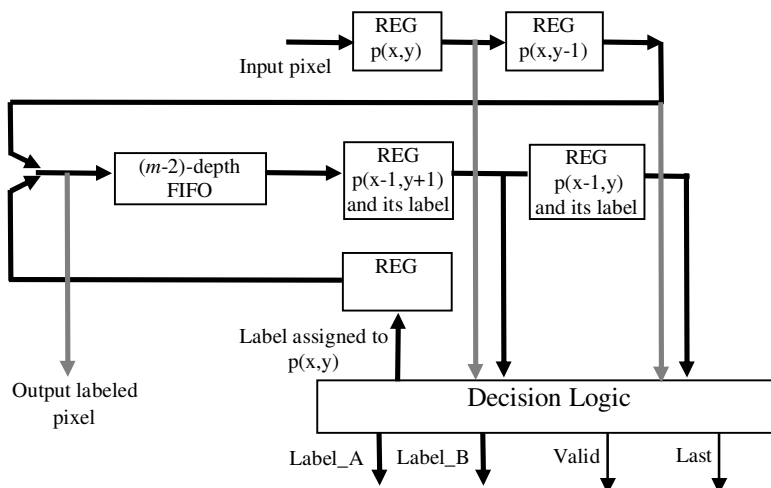 REG
p(x,y)
REG
p(x,y-1)
Input pixel
(m-2)-depth
FIFO
REG
p(x-1,y+1)
and its label
REG
p(x-1,y)
and its label
REG
Label assigned to
p(x,y)
Output labeled
pixel
Decision Logic
Label_A
Label_B
Valid
Last